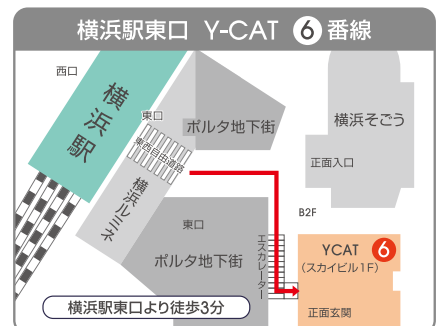 横浜駅東口 Y-CAT 6番線
西口
横浜駅
東口
東西自由道路
横浜ルミネ
ポルタ地下街
横浜そごう
正面入口
B2F
東口
ポルタ地下街
エスカレーター
YCAT 6
(スカイビル1F)
正面玄関
横浜駅東口より徒歩3分